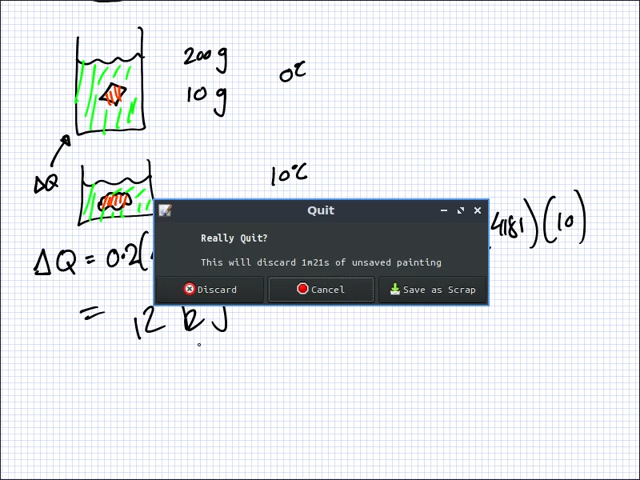 200 g
10 g
0°C
ΔQ
10°C
Quit
Really Quit?
This will discard 1m21s of unsaved painting
Discard Cancel Save as Scrap
ΔQ = 0.2( 4181)(10)
= 12 kJ